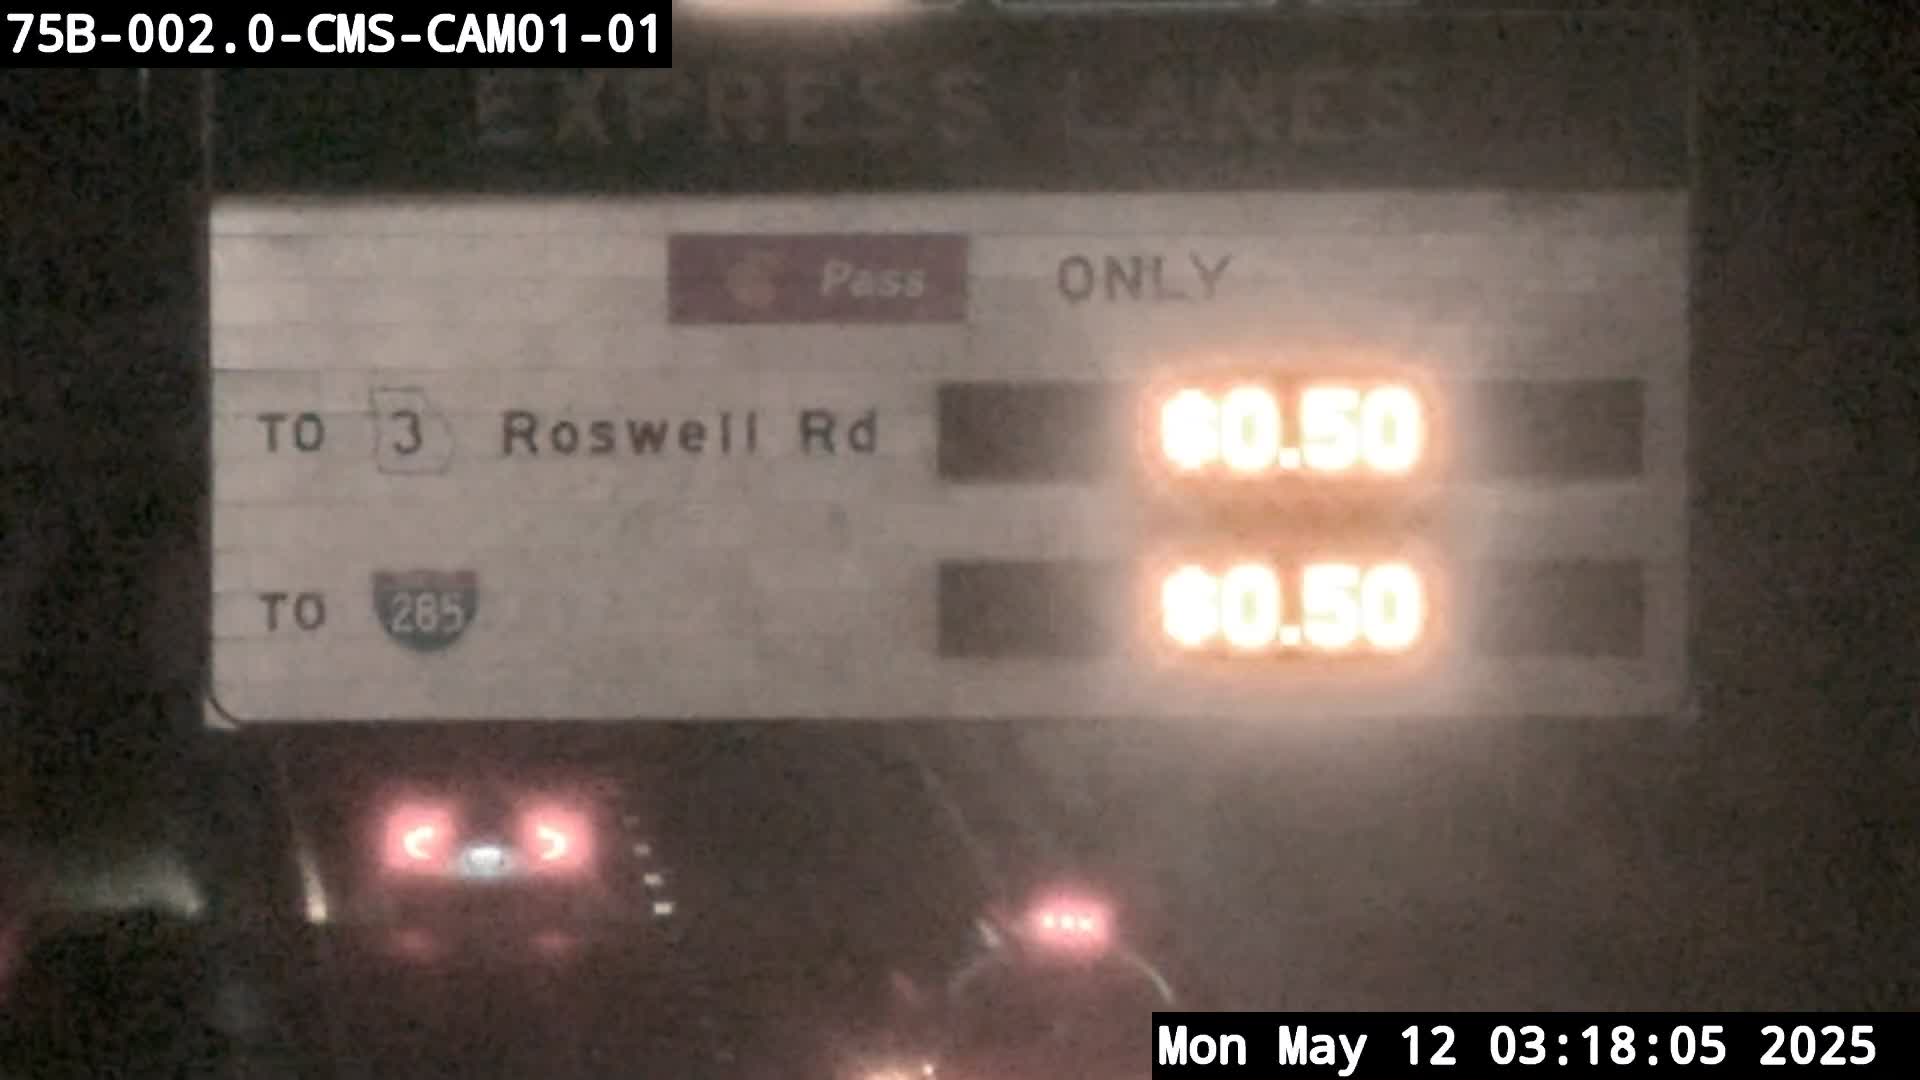 75B-002.0-CMS-CAM01-01
EXPRESS LANES
Pass ONLY
TO 3 Roswell Rd $0.50
TO 285 $0.50
Mon May 12 03:18:05 2025